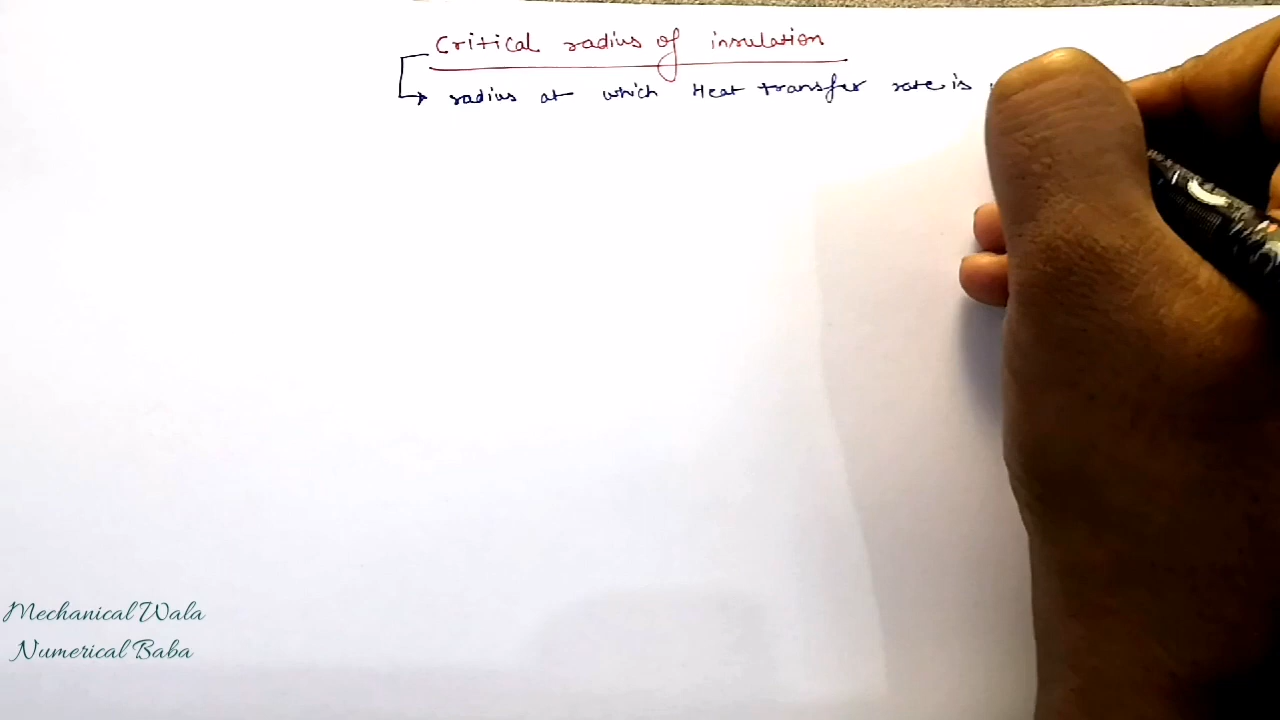 Critical radius of insulation
radius at which Heat transfer rate is
Mechanical Wala
Numerical Baba